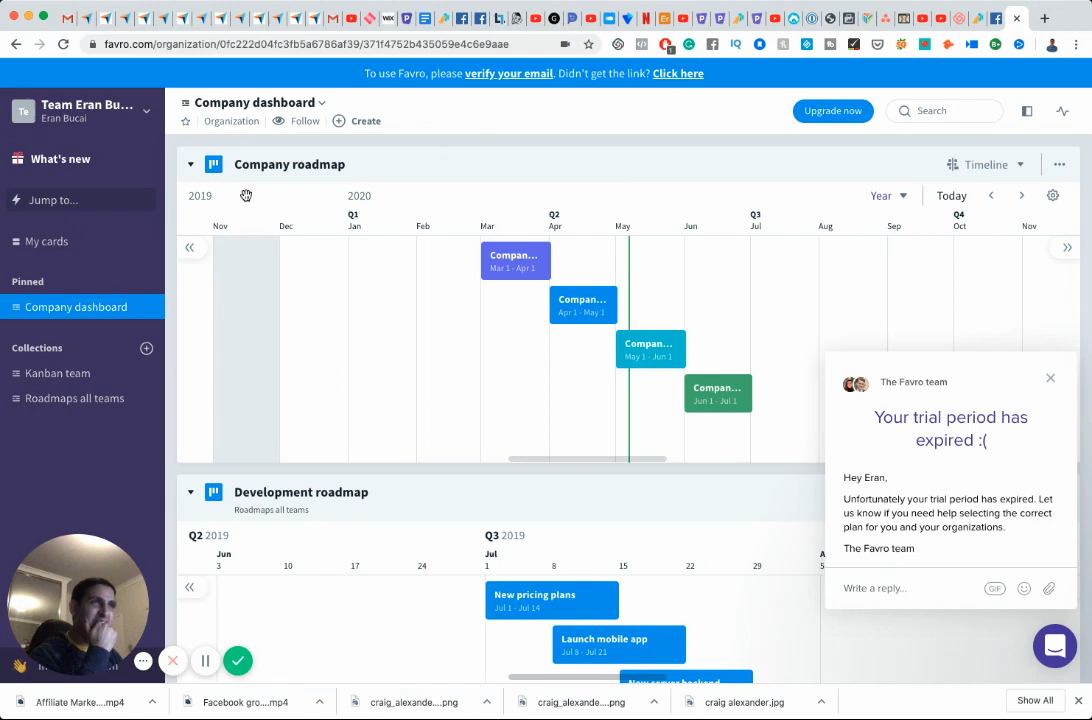 favro.com/organization/0fc222d04fc3fb5a6786af39/371f4752b435059e4c6e9aae
To use Favro, please verify your email. Didn't get the link? Click here
Te
Team Eran Bu...
Eran Bucai
What's new
Jump to...
My cards
Pinned
Company dashboard
Collections
Kanban team
Roadmaps all teams
Company dashboard
Organization
Follow
Create
Upgrade now
Search
Company roadmap
Timeline
2019
2020
Year
Today
Q1
Q2
Q3
Q4
Nov
Dec
Jan
Feb
Mar
Apr
May
Jun
Jul
Aug
Sep
Oct
Nov
Compan...
Mar 1 - Apr 1
Compan...
Apr 1 - May 1
Compan...
May 1 - Jun 1
Compan...
Jun 1 - Jul 1
Development roadmap
Roadmaps all teams
Q2 2019
Q3 2019
Jun
Jul
3
10
17
24
1
8
15
22
29
5
New pricing plans
Jul 1 - Jul 14
Launch mobile app
Jul 8 - Jul 21
New server backend
The Favro team
Your trial period has
expired :(
Hey Eran,
Unfortunately your trial period has expired. Let
us know if you need help selecting the correct
plan for you and your organizations.
The Favro team
Write a reply...
GIF
Affiliate Marke....mp4
Facebook gro....mp4
craig_alexande....png
craig_alexande....png
craig alexander.jpg
Show All